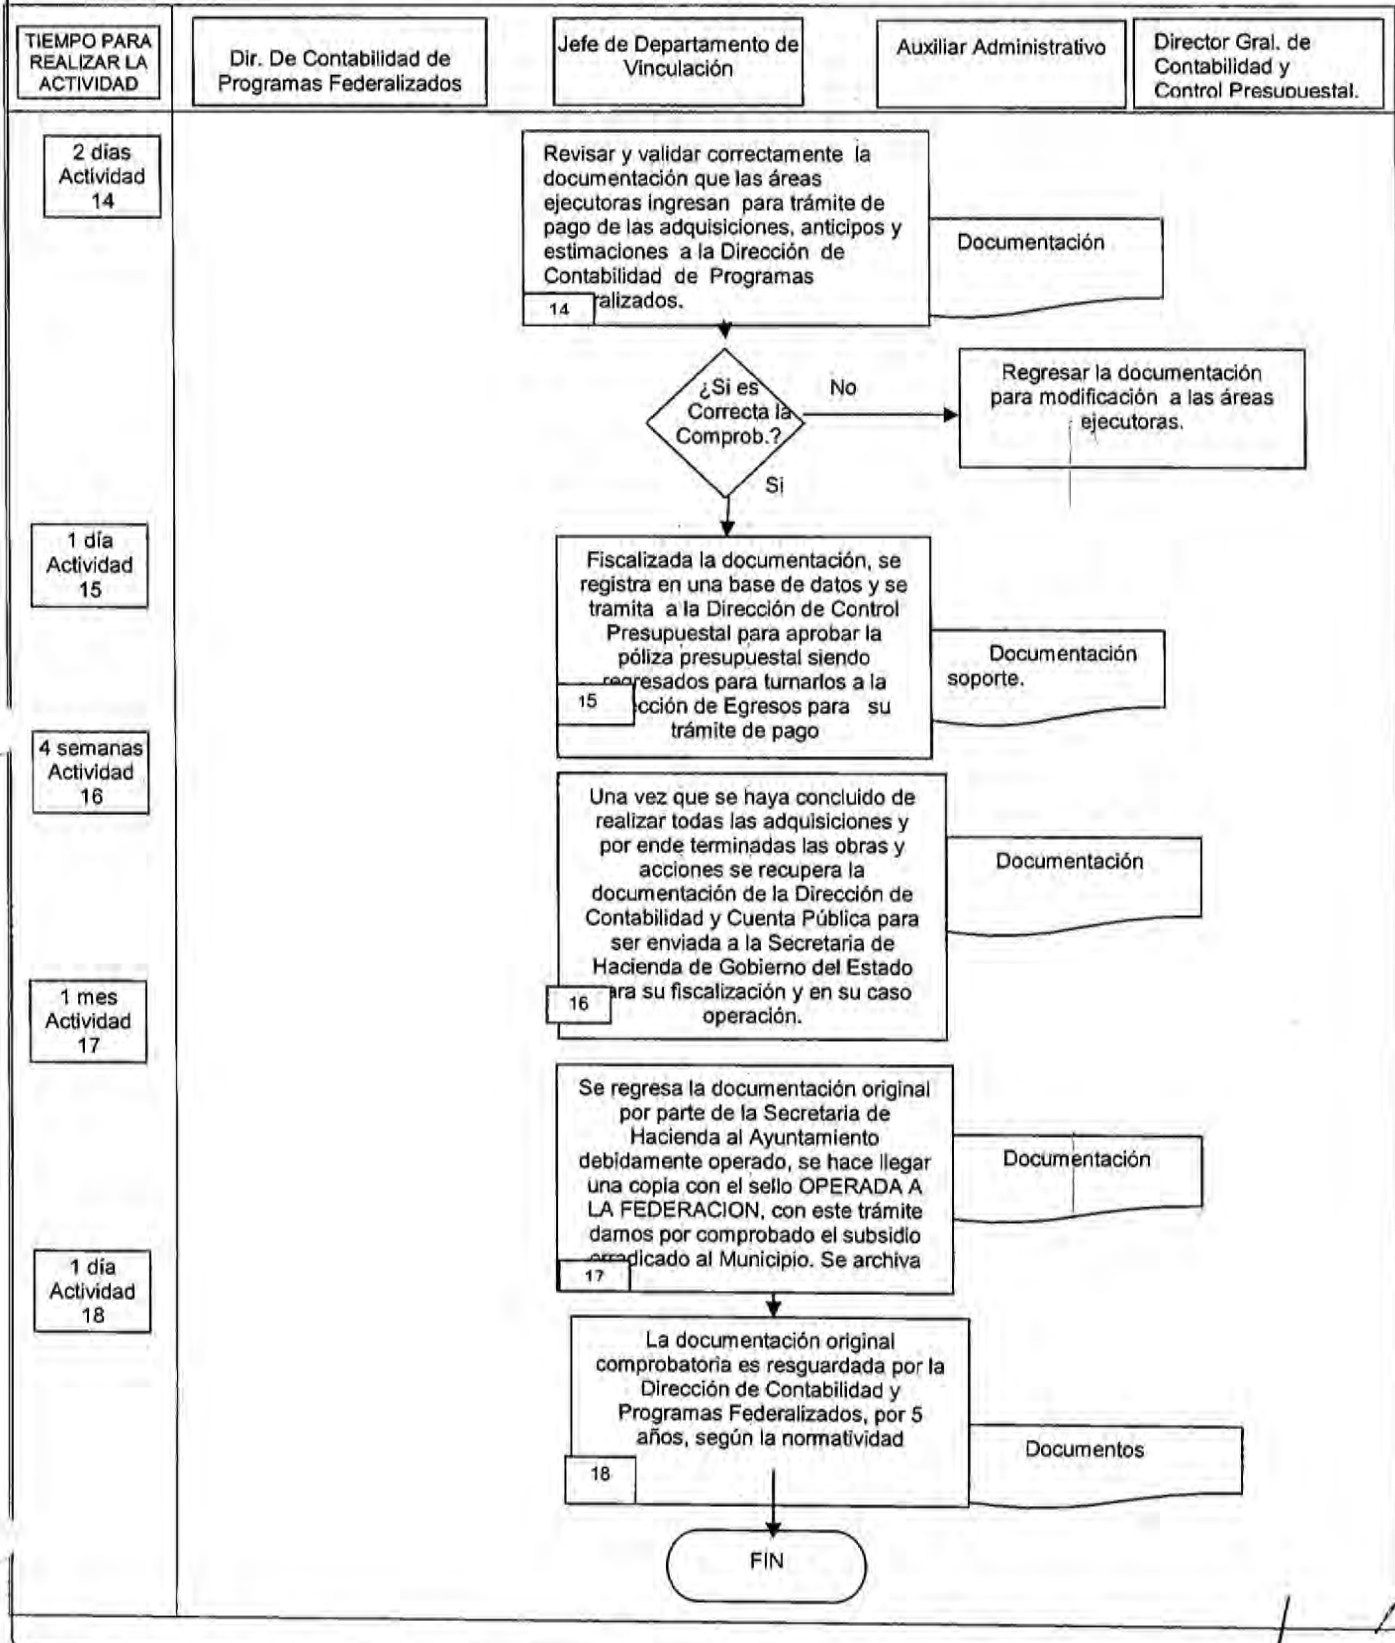 TIEMPO PARA
REALIZAR LA
ACTIVIDAD
Dir. De Contabilidad de
Programas Federalizados
Jefe de Departamento de
Vinculación
Auxiliar Administrativo
Director Gral. de
Contabilidad y
Control Presupuestal.
2 días
Actividad
14
Revisar y validar correctamente la
documentación que las áreas
ejecutoras ingresan para trámite de
pago de las adquisiciones, anticipos y
estimaciones a la Dirección de
Contabilidad de Programas
ralizados.
14
Documentación
¿Si es
Correcta la
Comprob.?
No
Regresar la documentación
para modificación a las áreas
ejecutoras.
Si
1 día
Actividad
15
Fiscalizada la documentación, se
registra en una base de datos y se
tramita a la Dirección de Control
Presupuestal para aprobar la
póliza presupuestal siendo
regresados para turnarlos a la
cción de Egresos para su
trámite de pago
15
Documentación
soporte.
4 semanas
Actividad
16
Una vez que se haya concluido de
realizar todas las adquisiciones y
por ende terminadas las obras y
acciones se recupera la
documentación de la Dirección de
Contabilidad y Cuenta Pública para
ser enviada a la Secretaria de
Hacienda de Gobierno del Estado
ara su fiscalización y en su caso
operación.
16
Documentación
1 mes
Actividad
17
Se regresa la documentación original
por parte de la Secretaria de
Hacienda al Ayuntamiento
debidamente operado, se hace llegar
una copia con el sello OPERADA A
LA FEDERACION, con este trámite
damos por comprobado el subsidio
erradicado al Municipio. Se archiva
17
Documentación
1 día
Actividad
18
La documentación original
comprobatoria es resguardada por la
Dirección de Contabilidad y
Programas Federalizados, por 5
años, según la normatividad
18
Documentos
FIN